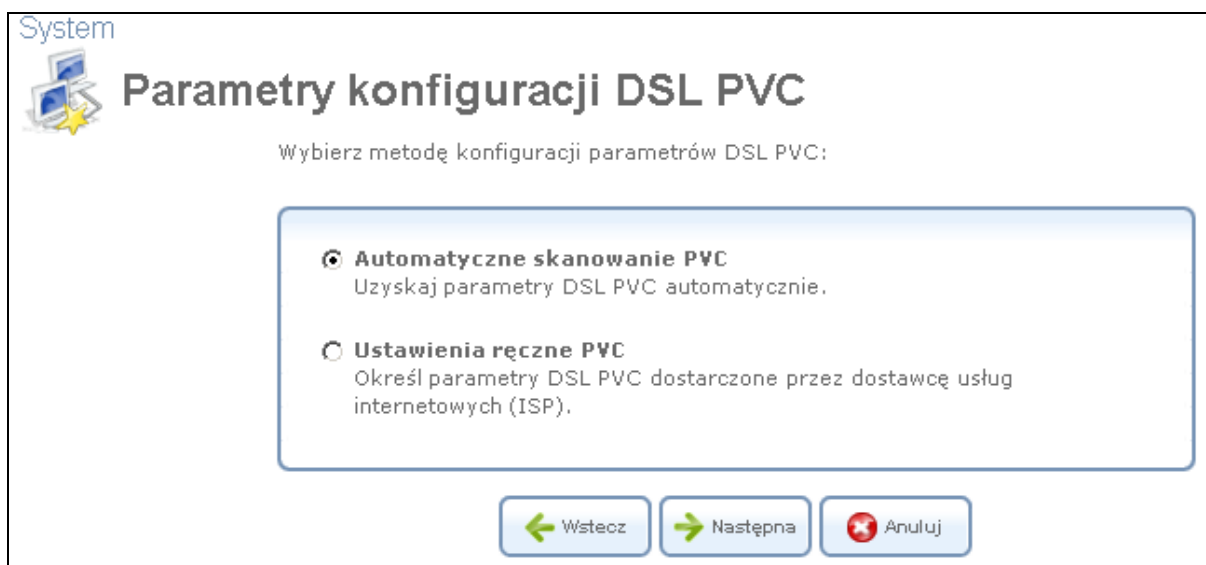 System
Parametry konfiguracji DSL PVC
Wybierz metodę konfiguracji parametrów DSL PVC:
Automatyczne skanowanie PVC
Uzyskaj parametry DSL PVC automatycznie.
Ustawienia ręczne PVC
Określ parametry DSL PVC dostarczone przez dostawcę usług
internetowych (ISP).
Wstecz Następna Anuluj